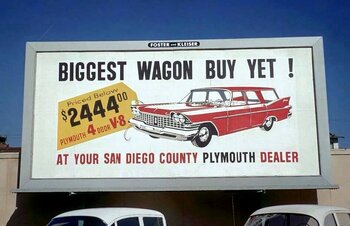 FOSTER AND KLEISER
BIGGEST WAGON BUY YET !
Priced Below
$2444.00
PLYMOUTH 4 DOOR V-8
AT YOUR SAN DIEGO COUNTY PLYMOUTH DEALER